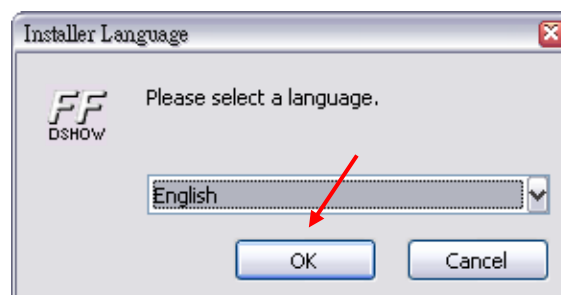 Installer Language
FF
DSHOW
Please select a language.
English
OK
Cancel